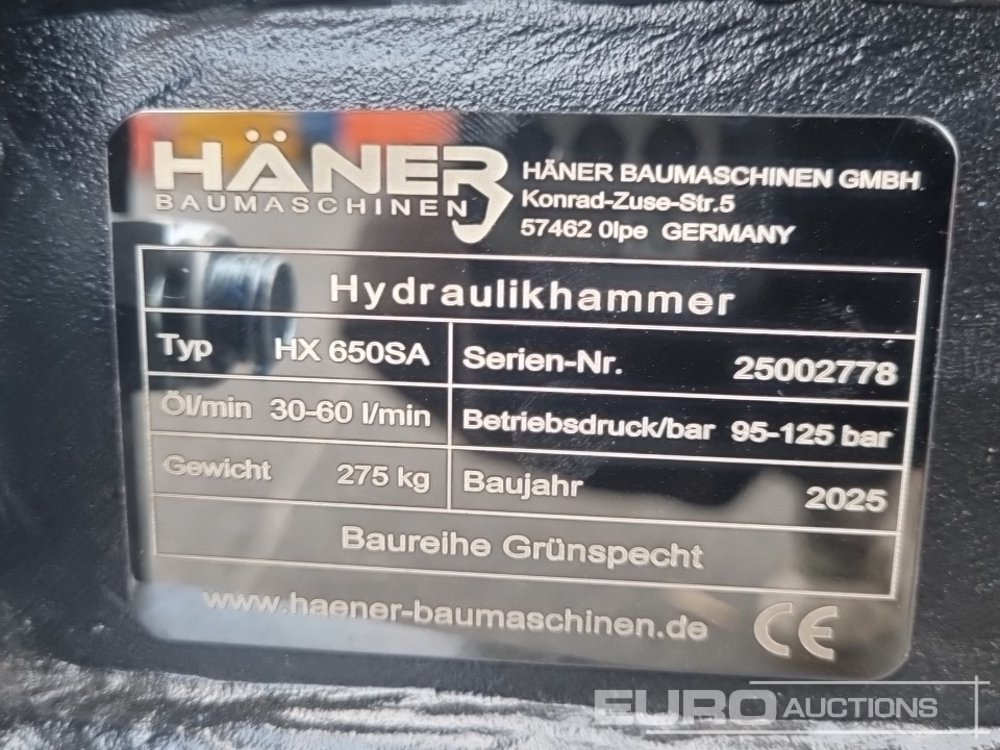 HÄNER
BAUMASCHINEN
HÄNER BAUMASCHINEN GMBH
Konrad-Zuse-Str.5
57462 Olpe GERMANY
Hydraulikhammer
Typ HX 650SA Serien-Nr. 25002778
Öl/min 30-60 l/min Betriebsdruck/bar 95-125 bar
Gewicht 275 kg Baujahr 2025
Baureihe Grünspecht
www.haener-baumaschinen.de CE
EURO AUCTIONS